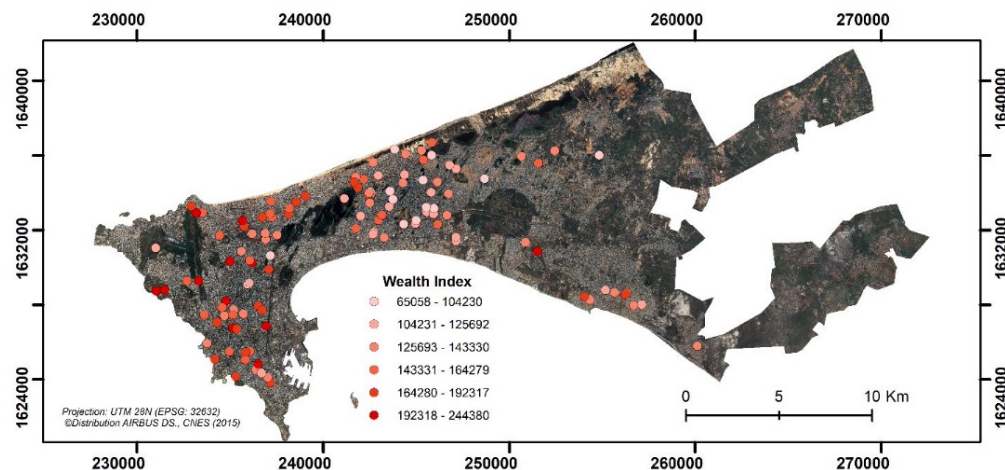 230000 240000 250000 260000 270000
1640000 1640000
1632000 1632000
Wealth Index
65058 - 104230
104231 - 125692
125693 - 143330
143331 - 164279
164280 - 192317
192318 - 244380
1624000 1624000
0 5 10 Km
Projection: UTM 28N (EPSG: 32632)
©Distribution AIRBUS DS., CNES (2015)
230000 240000 250000 260000 270000